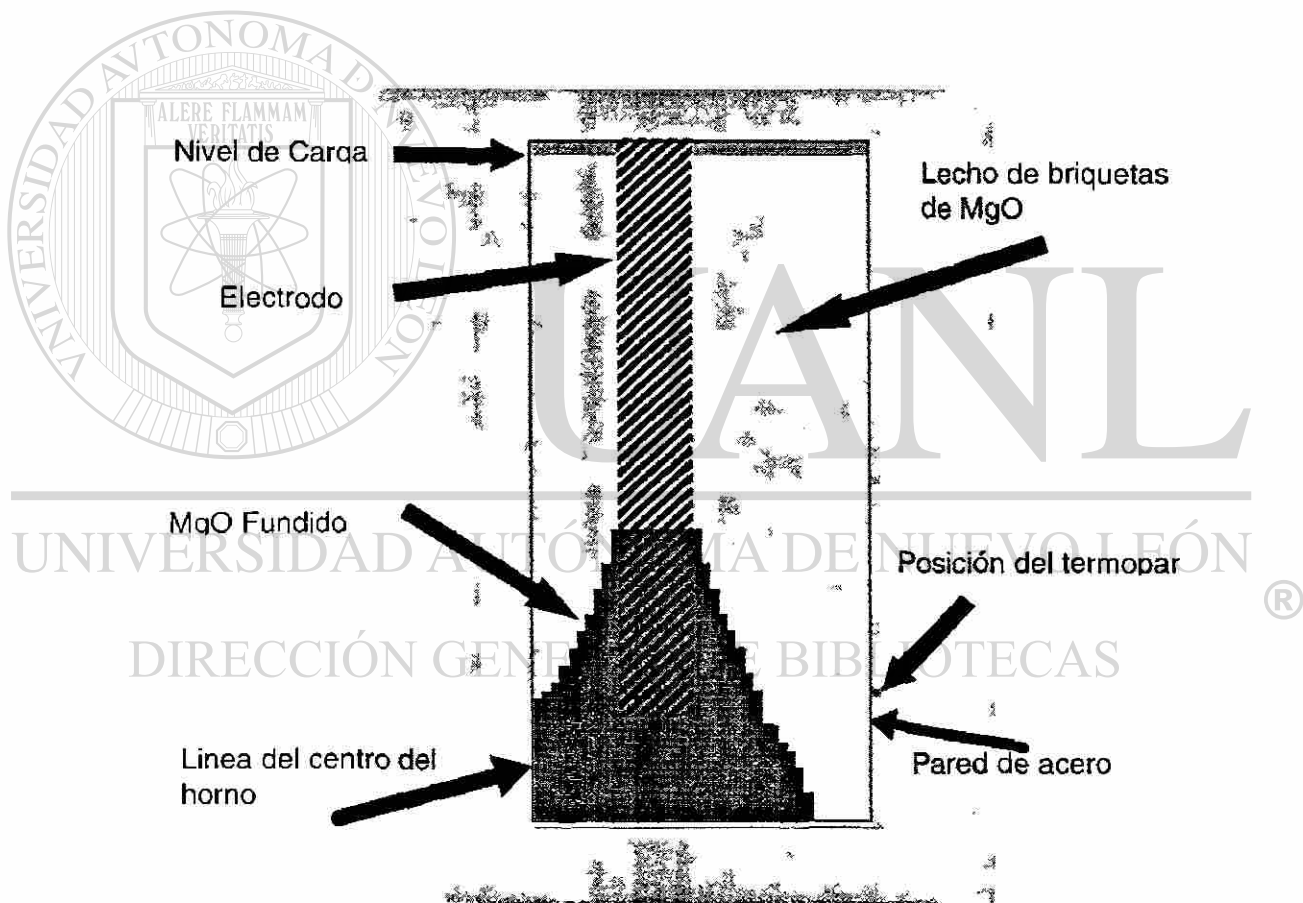 UNIVERSIDAD AVTONOMA DE NUEVO LEON
ALERE FLAMMAM
VERITATIS
Nivel de Carga
Lecho de briquetas
de MgO
Electrodo
UANL
MgO Fundido
UNIVERSIDAD AUTÓNOMA DE NUEVO LEÓN
®
Posición del termopar
DIRECCIÓN GENERAL DE BIBLIOTECAS
Linea del centro del
horno
Pared de acero